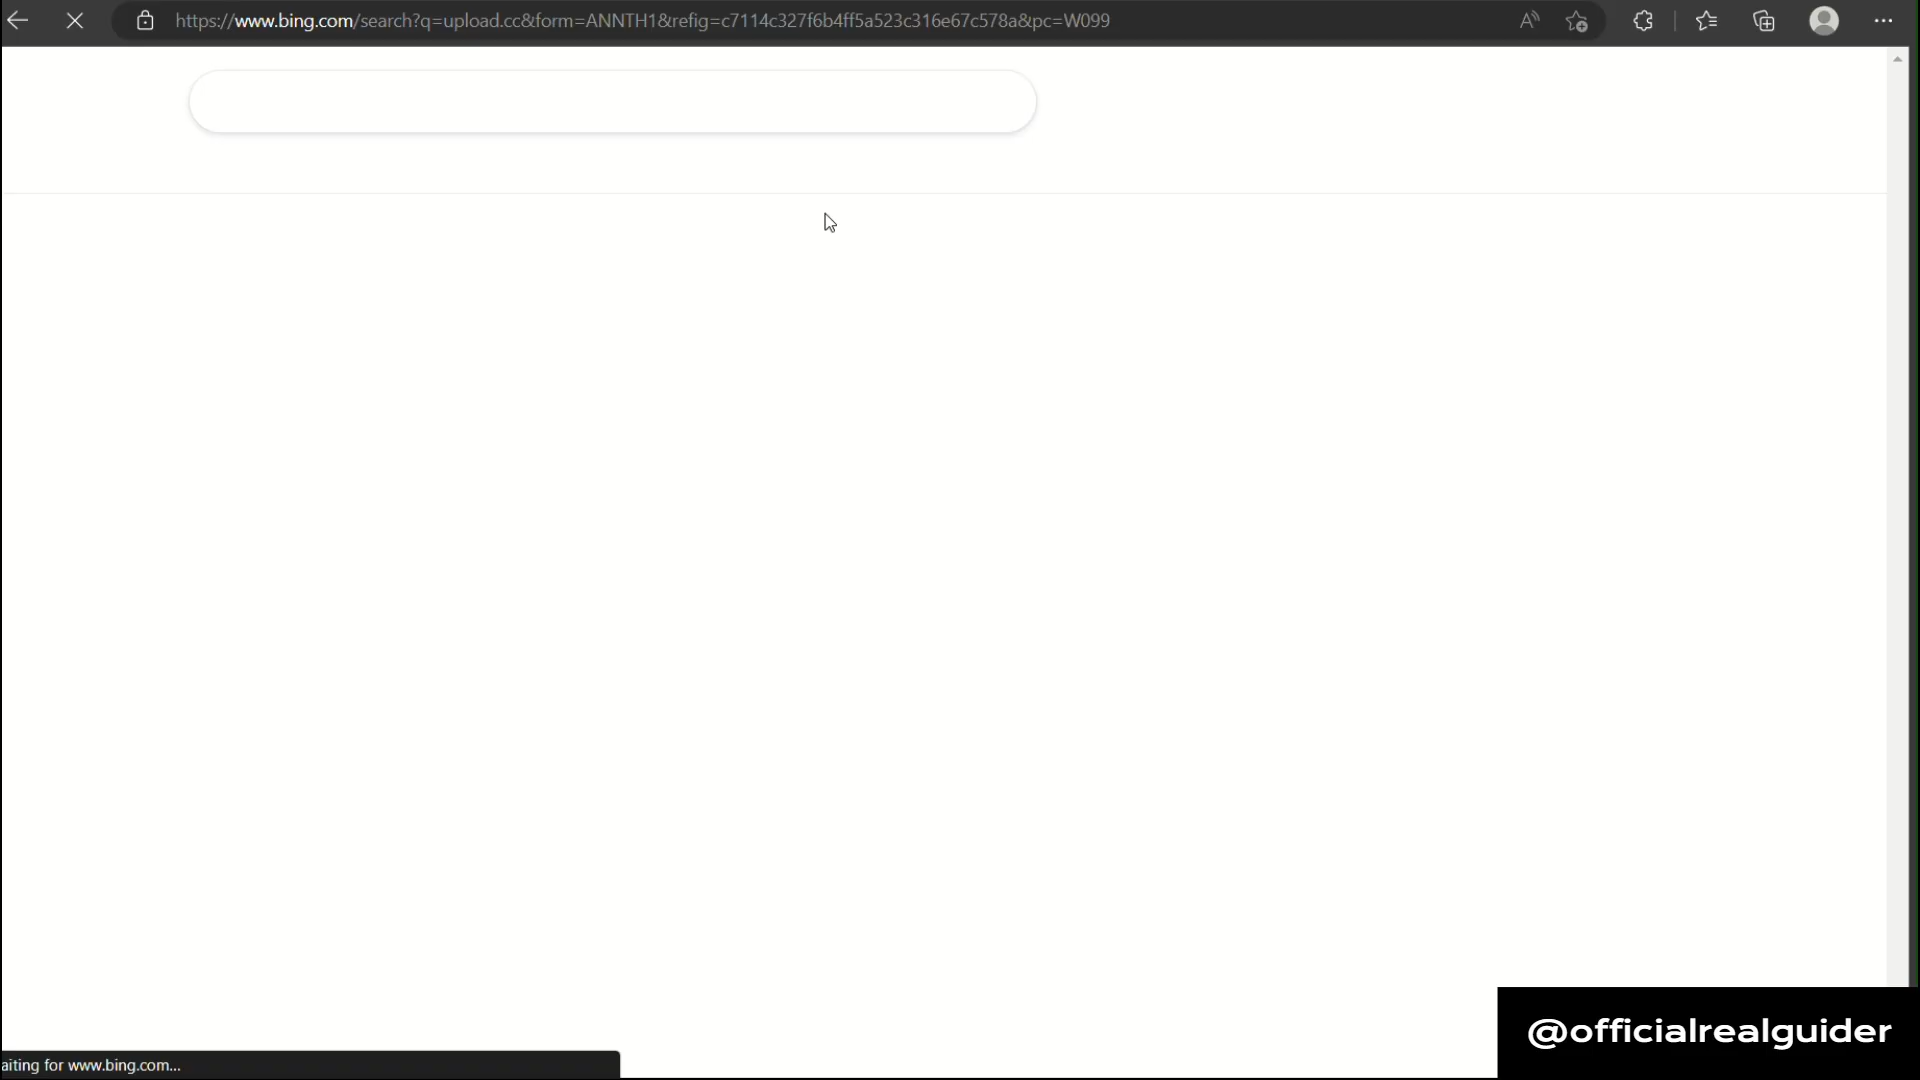 https://www.bing.com/search?q=upload.cc&form=ANNTH1&refig=c7114c327f6b4ff5a523c316e67c578a&pc=W099
aiting for www.bing.com...
@officialrealguider